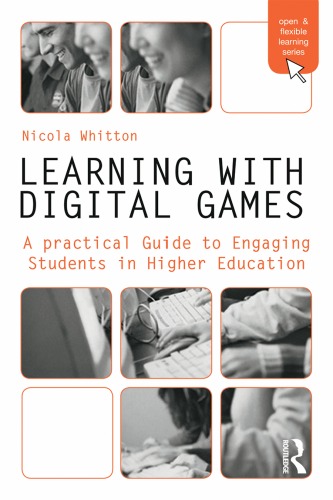 open &
flexible
learning
series
Nicola Whitton
LEARNING WITH
DIGITAL GAMES
A practical Guide to Engaging
Students in Higher Education
ROUTLEDGE